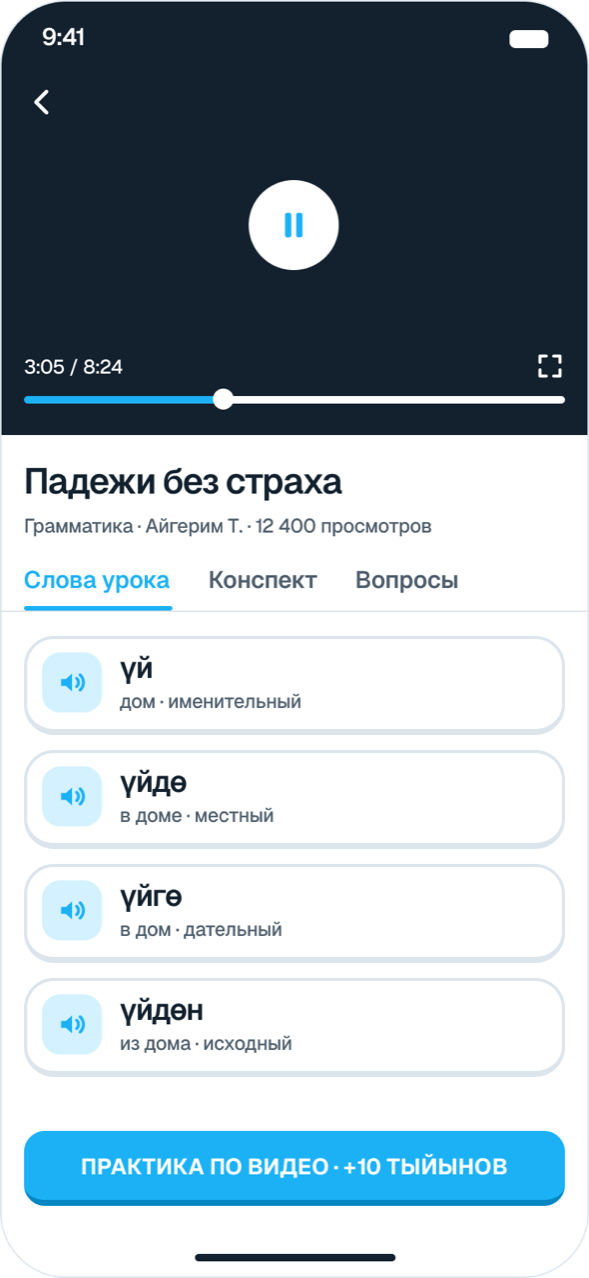 9:41
3:05 / 8:24
Падежи без страха
Грамматика · Айгерим Т. · 12 400 просмотров
Слова урока Конспект Вопросы
үй
дом · именительный
үйдө
в доме · местный
үйгө
в дом · дательный
үйдөн
из дома · исходный
ПРАКТИКА ПО ВИДЕО · +10 ТЫЙЫНОВ